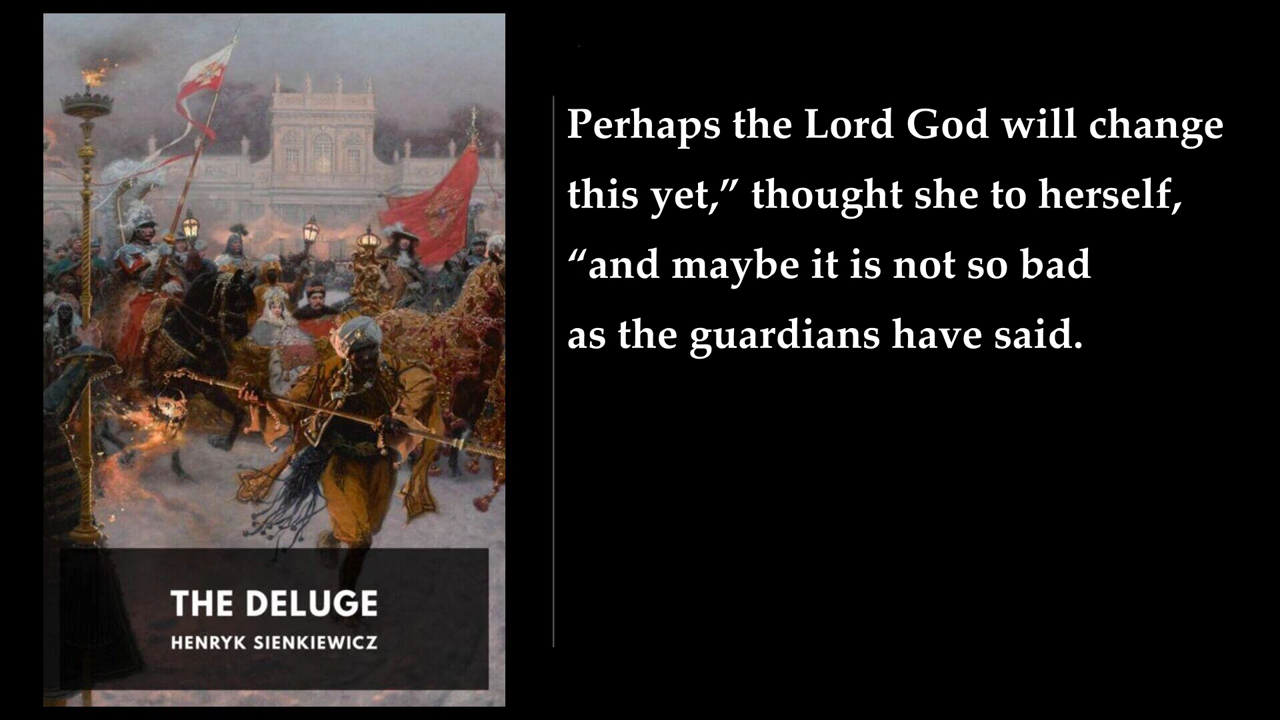 THE DELUGE
HENRYK SIENKIEWICZ
Perhaps the Lord God will change
this yet,” thought she to herself,
“and maybe it is not so bad
as the guardians have said.